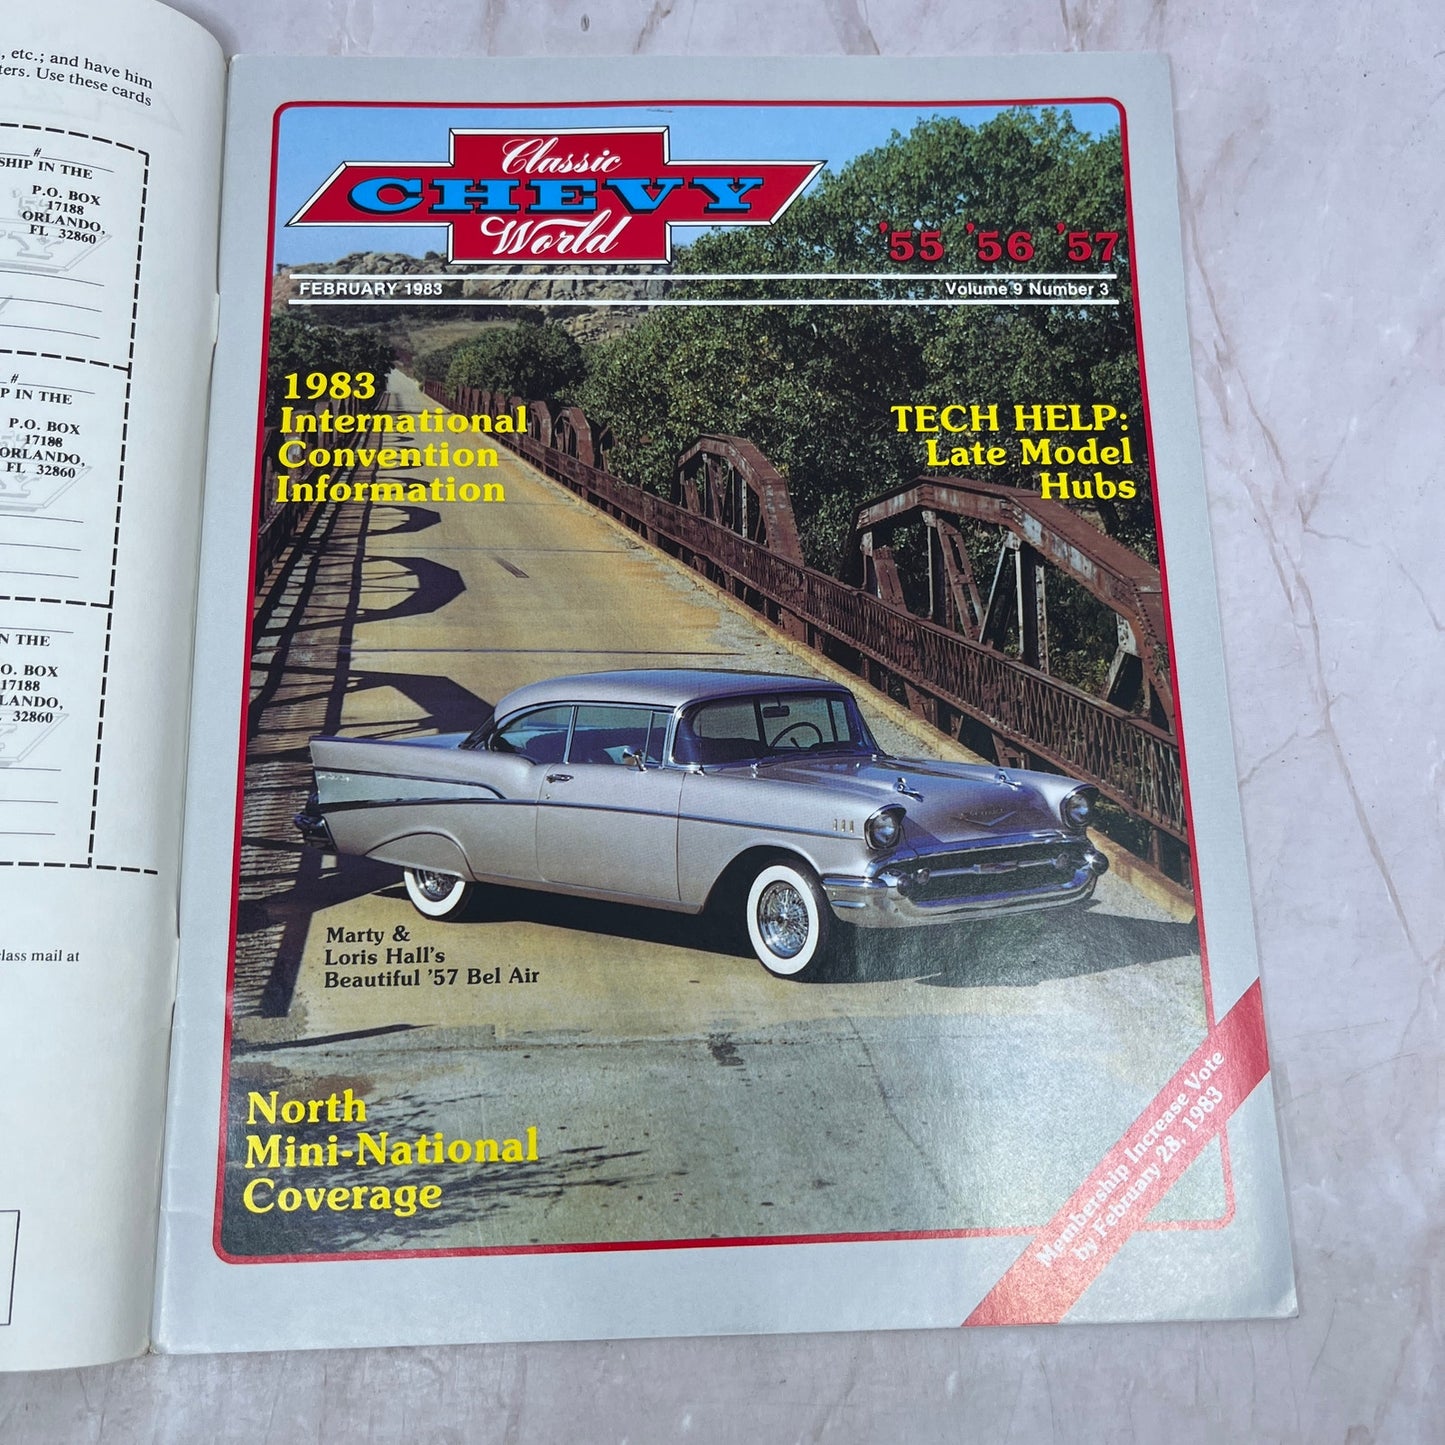 , etc.; and have him
ters. Use these cards
#
SHIP IN THE
P.O. BOX
17188
ORLANDO,
FL 32860
#
P IN THE
P.O. BOX
17188
ORLANDO,
FL 32860
N THE
O. BOX
17188
LANDO,
32860
lass mail at
Classic
CHEVY
World
'55 '56 '57
FEBRUARY 1983
Volume 9 Number 3
1983
International
Convention
Information
TECH HELP:
Late Model
Hubs
Marty &
Loris Hall's
Beautiful '57 Bel Air
North
Mini-National
Coverage
Membership Increase Vote
by February 28, 1983